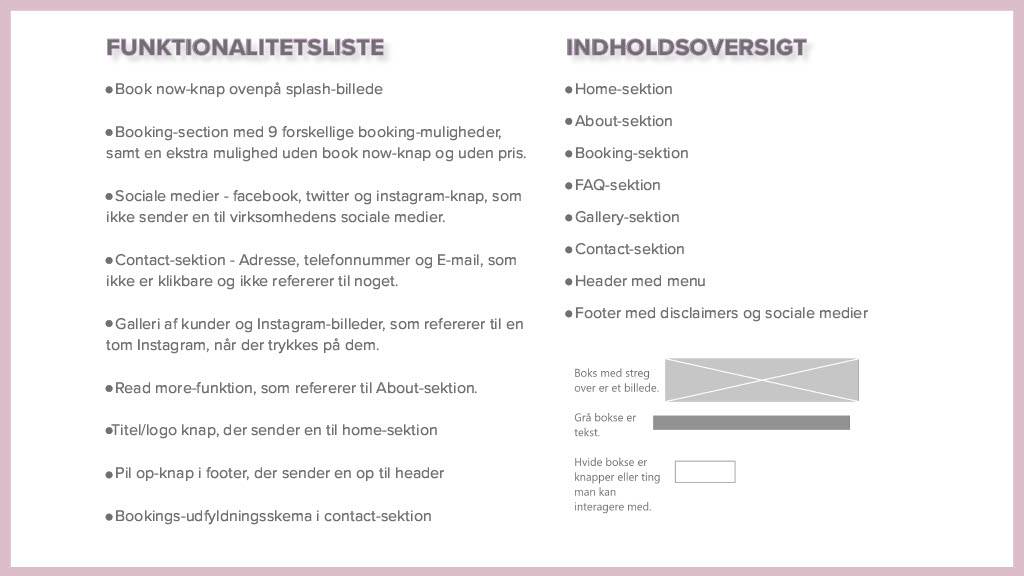 FUNKTIONALITETSLISTE
•Book now-knap ovenpå splash-billede
•Booking-section med 9 forskellige booking-muligheder,
samt en ekstra mulighed uden book now-knap og uden pris.
•Sociale medier - facebook, twitter og instagram-knap, som
ikke sender en til virksomhedens sociale medier.
•Contact-sektion - Adresse, telefonnummer og E-mail, som
ikke er klikbare og ikke refererer til noget.
•Galleri af kunder og Instagram-billeder, som refererer til en
tom Instagram, når der trykkes på dem.
•Read more-funktion, som refererer til About-sektion.
•Titel/logo knap, der sender en til home-sektion
•Pil op-knap i footer, der sender en op til header
•Bookings-udfyldningsskema i contact-sektion
INDHOLDSOVERSIGT
•Home-sektion
•About-sektion
•Booking-sektion
•FAQ-sektion
•Gallery-sektion
•Contact-sektion
•Header med menu
•Footer med disclaimers og sociale medier
Boks med streg
over er et billede.
Grå bokse er
tekst.
Hvide bokse er
knapper eller ting
man kan
interagere med.